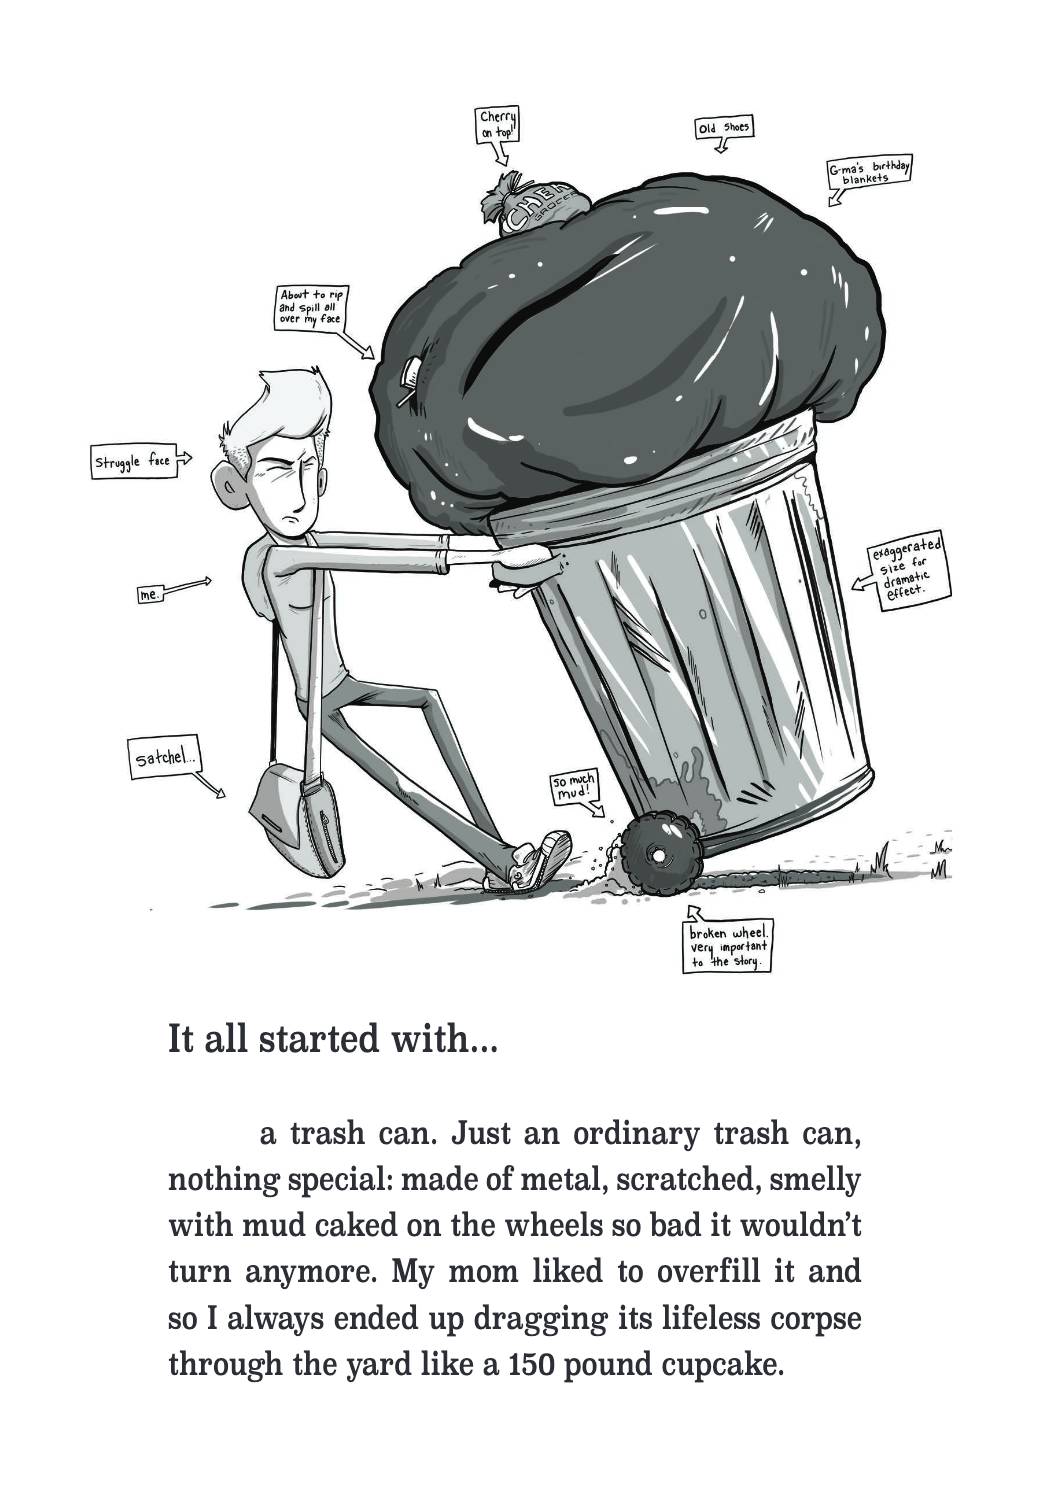 Cherry
on top!
Old Shoes
G-ma's birthday
blankets
About to rip
and spill all
over my face
Struggle face
exaggerated
size for
dramatic
effect.
me.
satchel...
so much
mud!
broken wheel.
very important
to the story.
It all started with...
a trash can. Just an ordinary trash can,
nothing special: made of metal, scratched, smelly
with mud caked on the wheels so bad it wouldn’t
turn anymore. My mom liked to overfill it and
so I always ended up dragging its lifeless corpse
through the yard like a 150 pound cupcake.